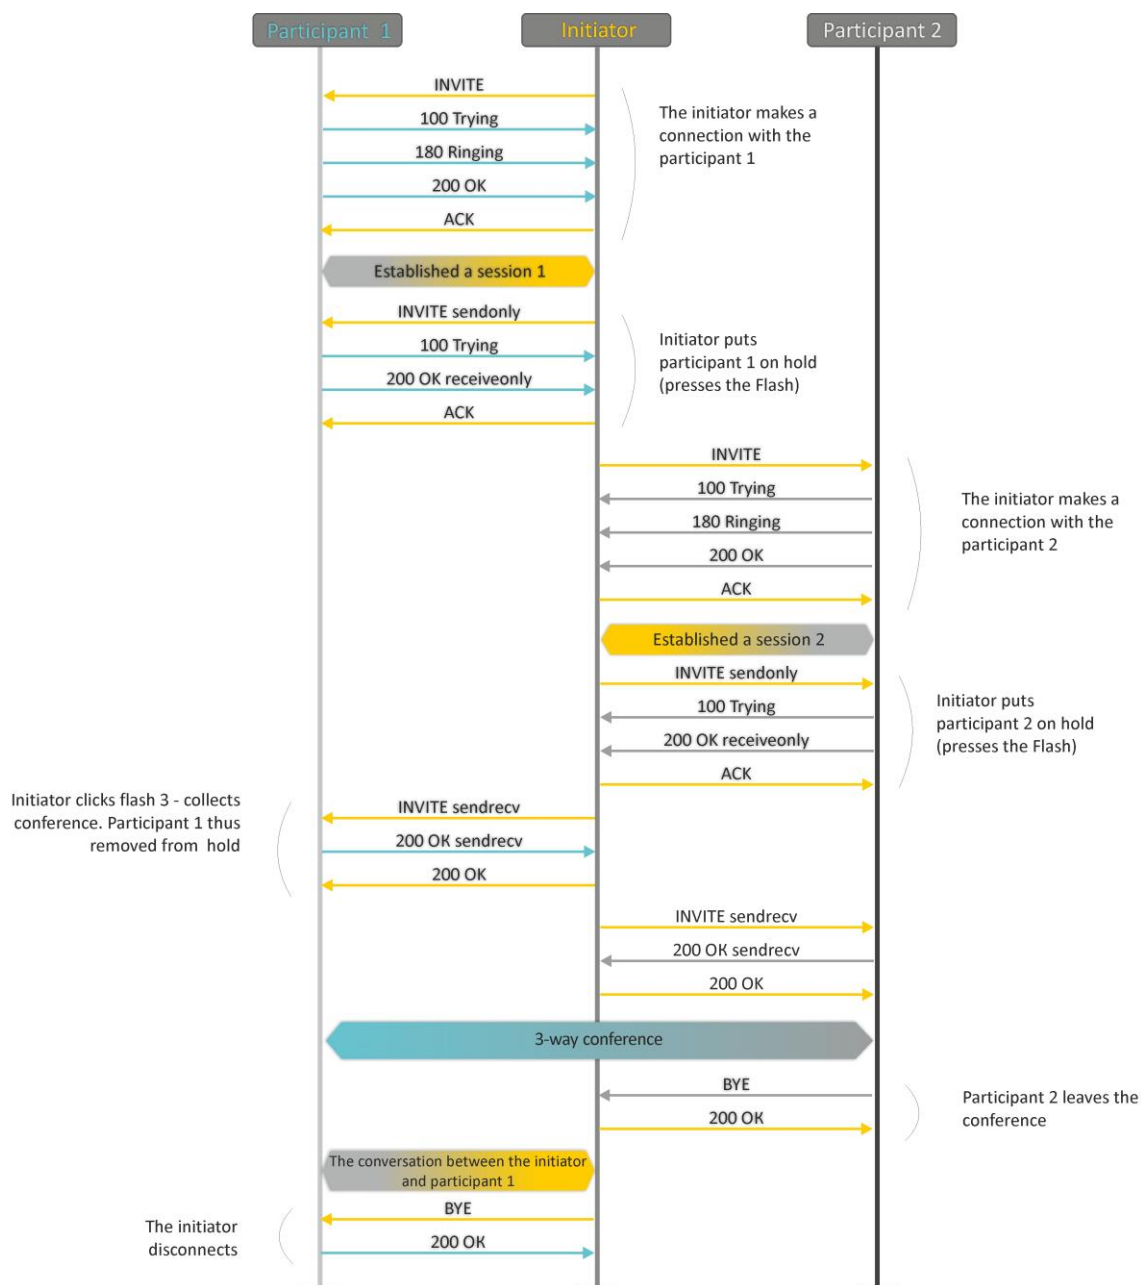 Participant 1
Initiator
Participant 2
INVITE
100 Trying
180 Ringing
200 OK
ACK
The initiator makes a
connection with the
participant 1
Established a session 1
INVITE sendonly
100 Trying
200 OK receiveonly
ACK
Initiator puts
participant 1 on hold
(presses the Flash)
INVITE
100 Trying
180 Ringing
200 OK
ACK
The initiator makes a
connection with the
participant 2
Established a session 2
INVITE sendonly
100 Trying
200 OK receiveonly
ACK
Initiator puts
participant 2 on hold
(presses the Flash)
Initiator clicks flash 3 - collects
conference. Participant 1 thus
removed from hold
INVITE sendrecv
200 OK sendrecv
200 OK
INVITE sendrecv
200 OK sendrecv
200 OK
3-way conference
BYE
200 OK
Participant 2 leaves the
conference
The conversation between the initiator
and participant 1
BYE
200 OK
The initiator
disconnects